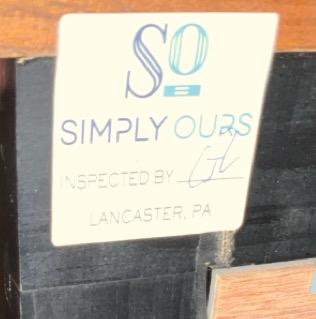 SO
SIMPLY OURS
INSPECTED BY
LANCASTER, PA